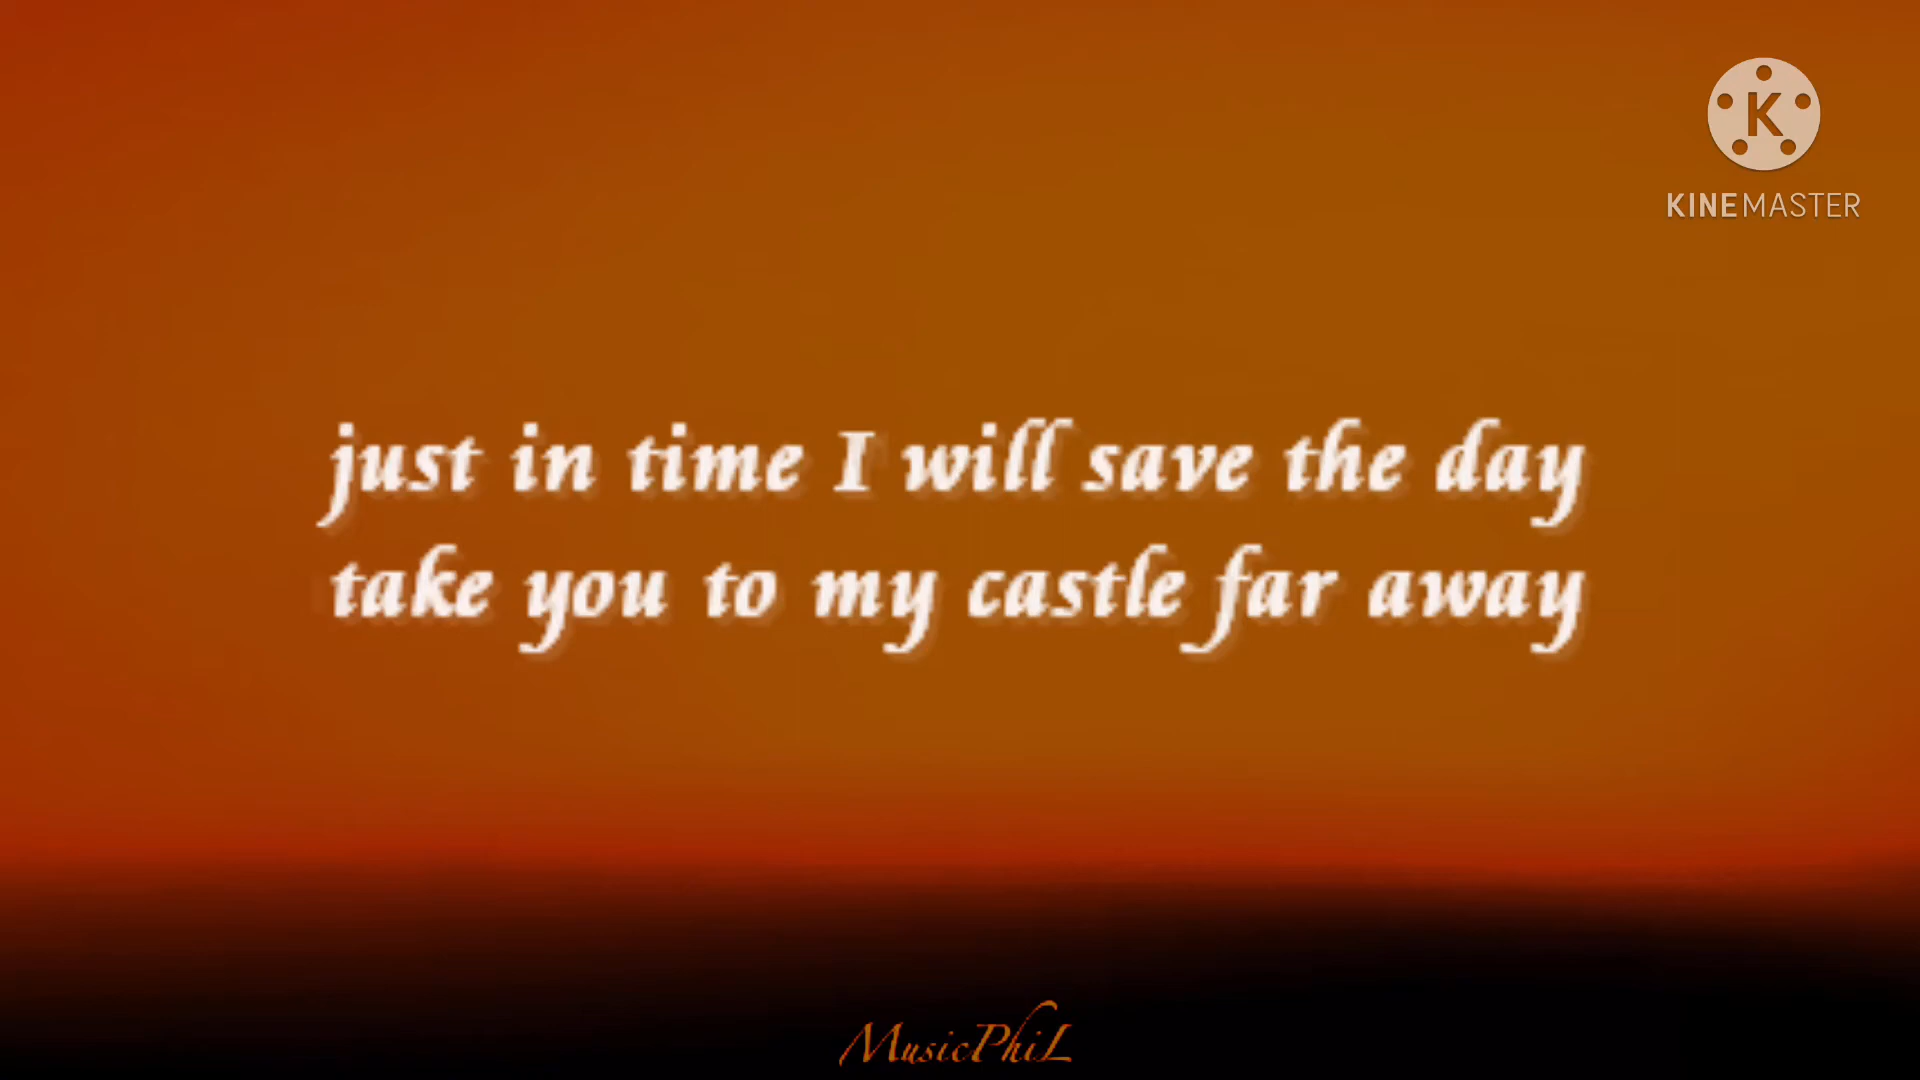 K
KINEMASTER
just in time I will save the day
take you to my castle far away
MusicPhiL